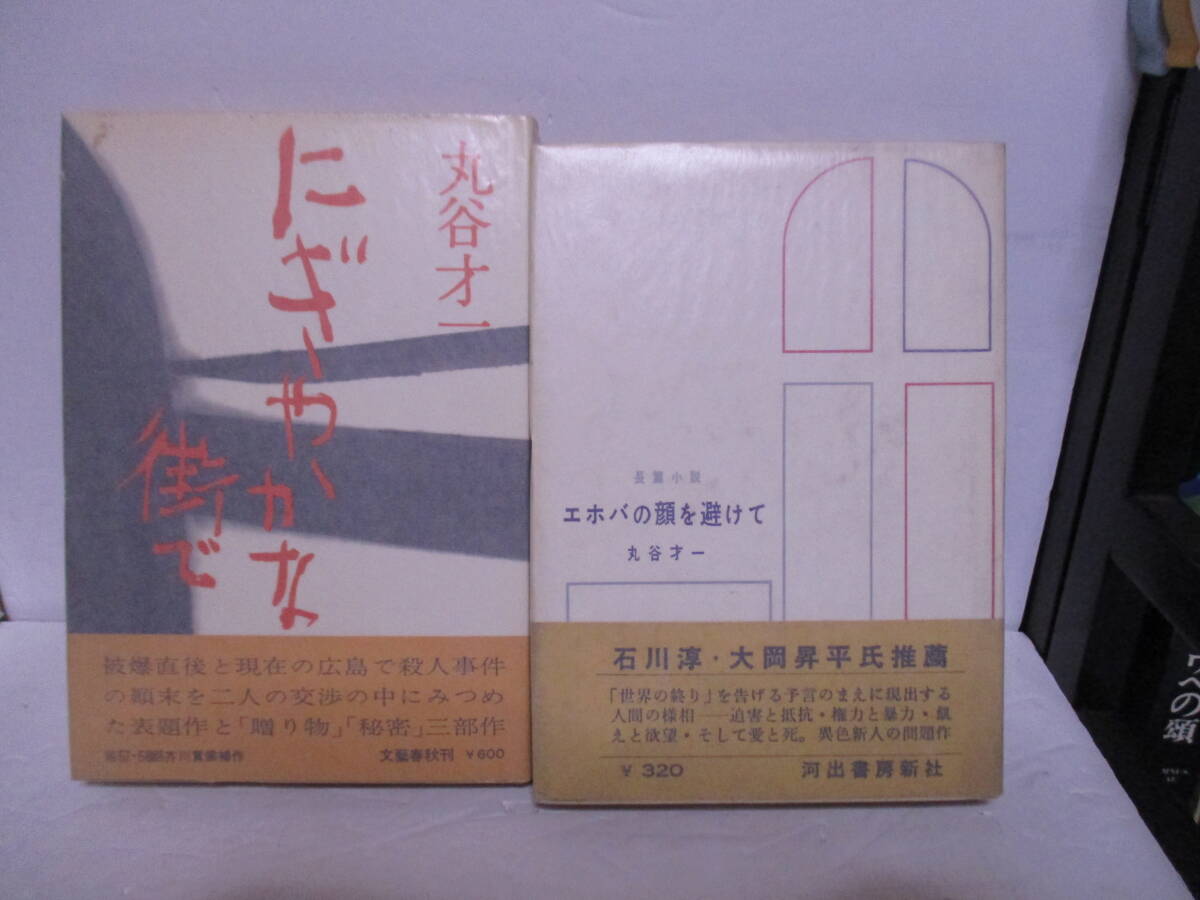 丸谷才一
にぎやかな
街で
被爆直後と現在の広島で殺人事件
の顚末を二人の交渉の中にみつめ
た表題作と「贈り物」「秘密」三部作
文藝春秋刊 ¥600
長篇小説
エホバの顔を避けて
丸谷才一
石川淳・大岡昇平氏推薦
「世界の終り」を告げる予言のまえに現出する
人間の様相——迫害と抵抗・権力と暴力・飢
えと欲望・そして愛と死。異色新人の問題作
¥ 320 河出書房新社
の頌